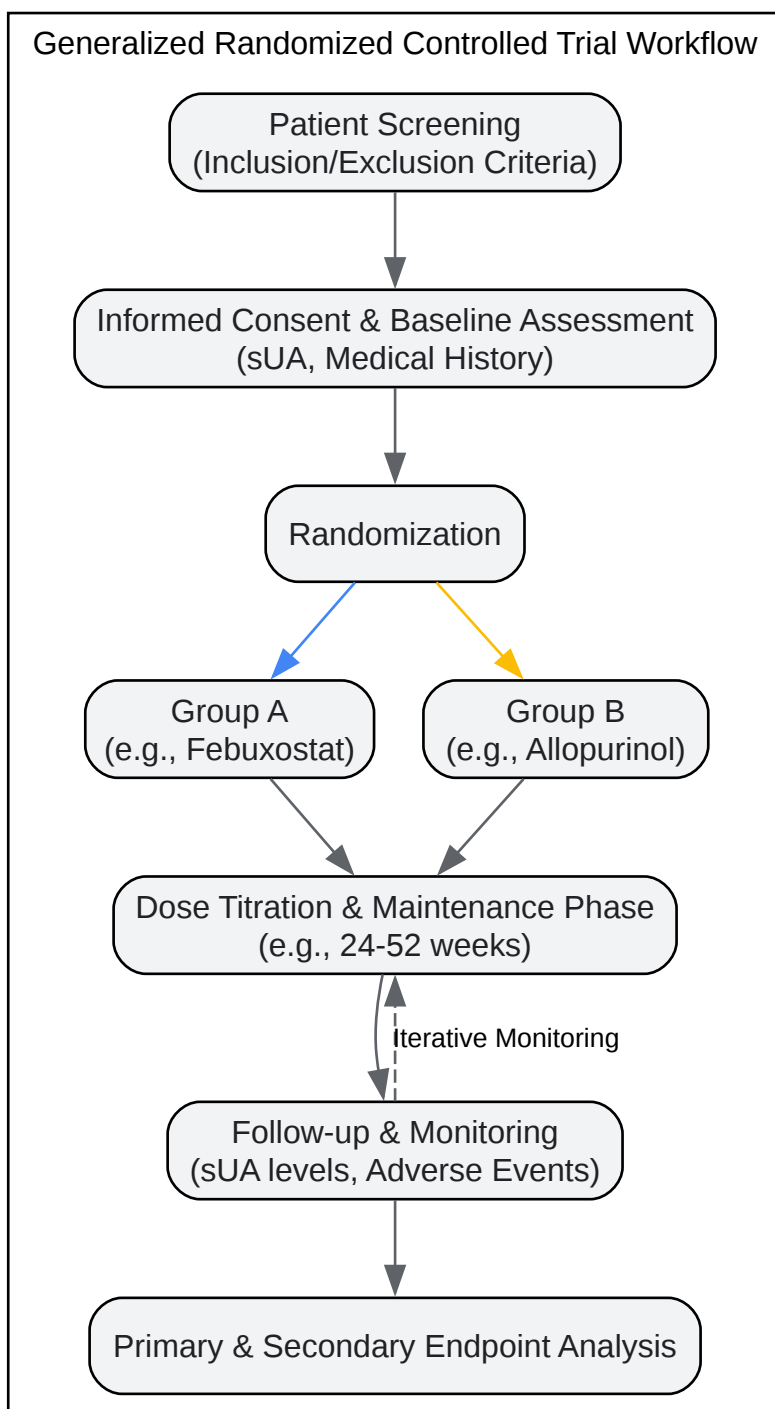 Generalized Randomized Controlled Trial Workflow
Patient Screening
(Inclusion/Exclusion Criteria)
Informed Consent & Baseline Assessment
(sUA, Medical History)
Randomization
Group A
(e.g., Febuxostat)
Group B
(e.g., Allopurinol)
Dose Titration & Maintenance Phase
(e.g., 24-52 weeks)
Iterative Monitoring
Follow-up & Monitoring
(sUA levels, Adverse Events)
Primary & Secondary Endpoint Analysis